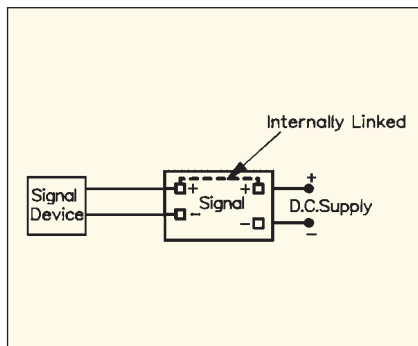 Internally Linked
Signal
Device
+
+
-
-
Signal
+
D.C.Supply
-